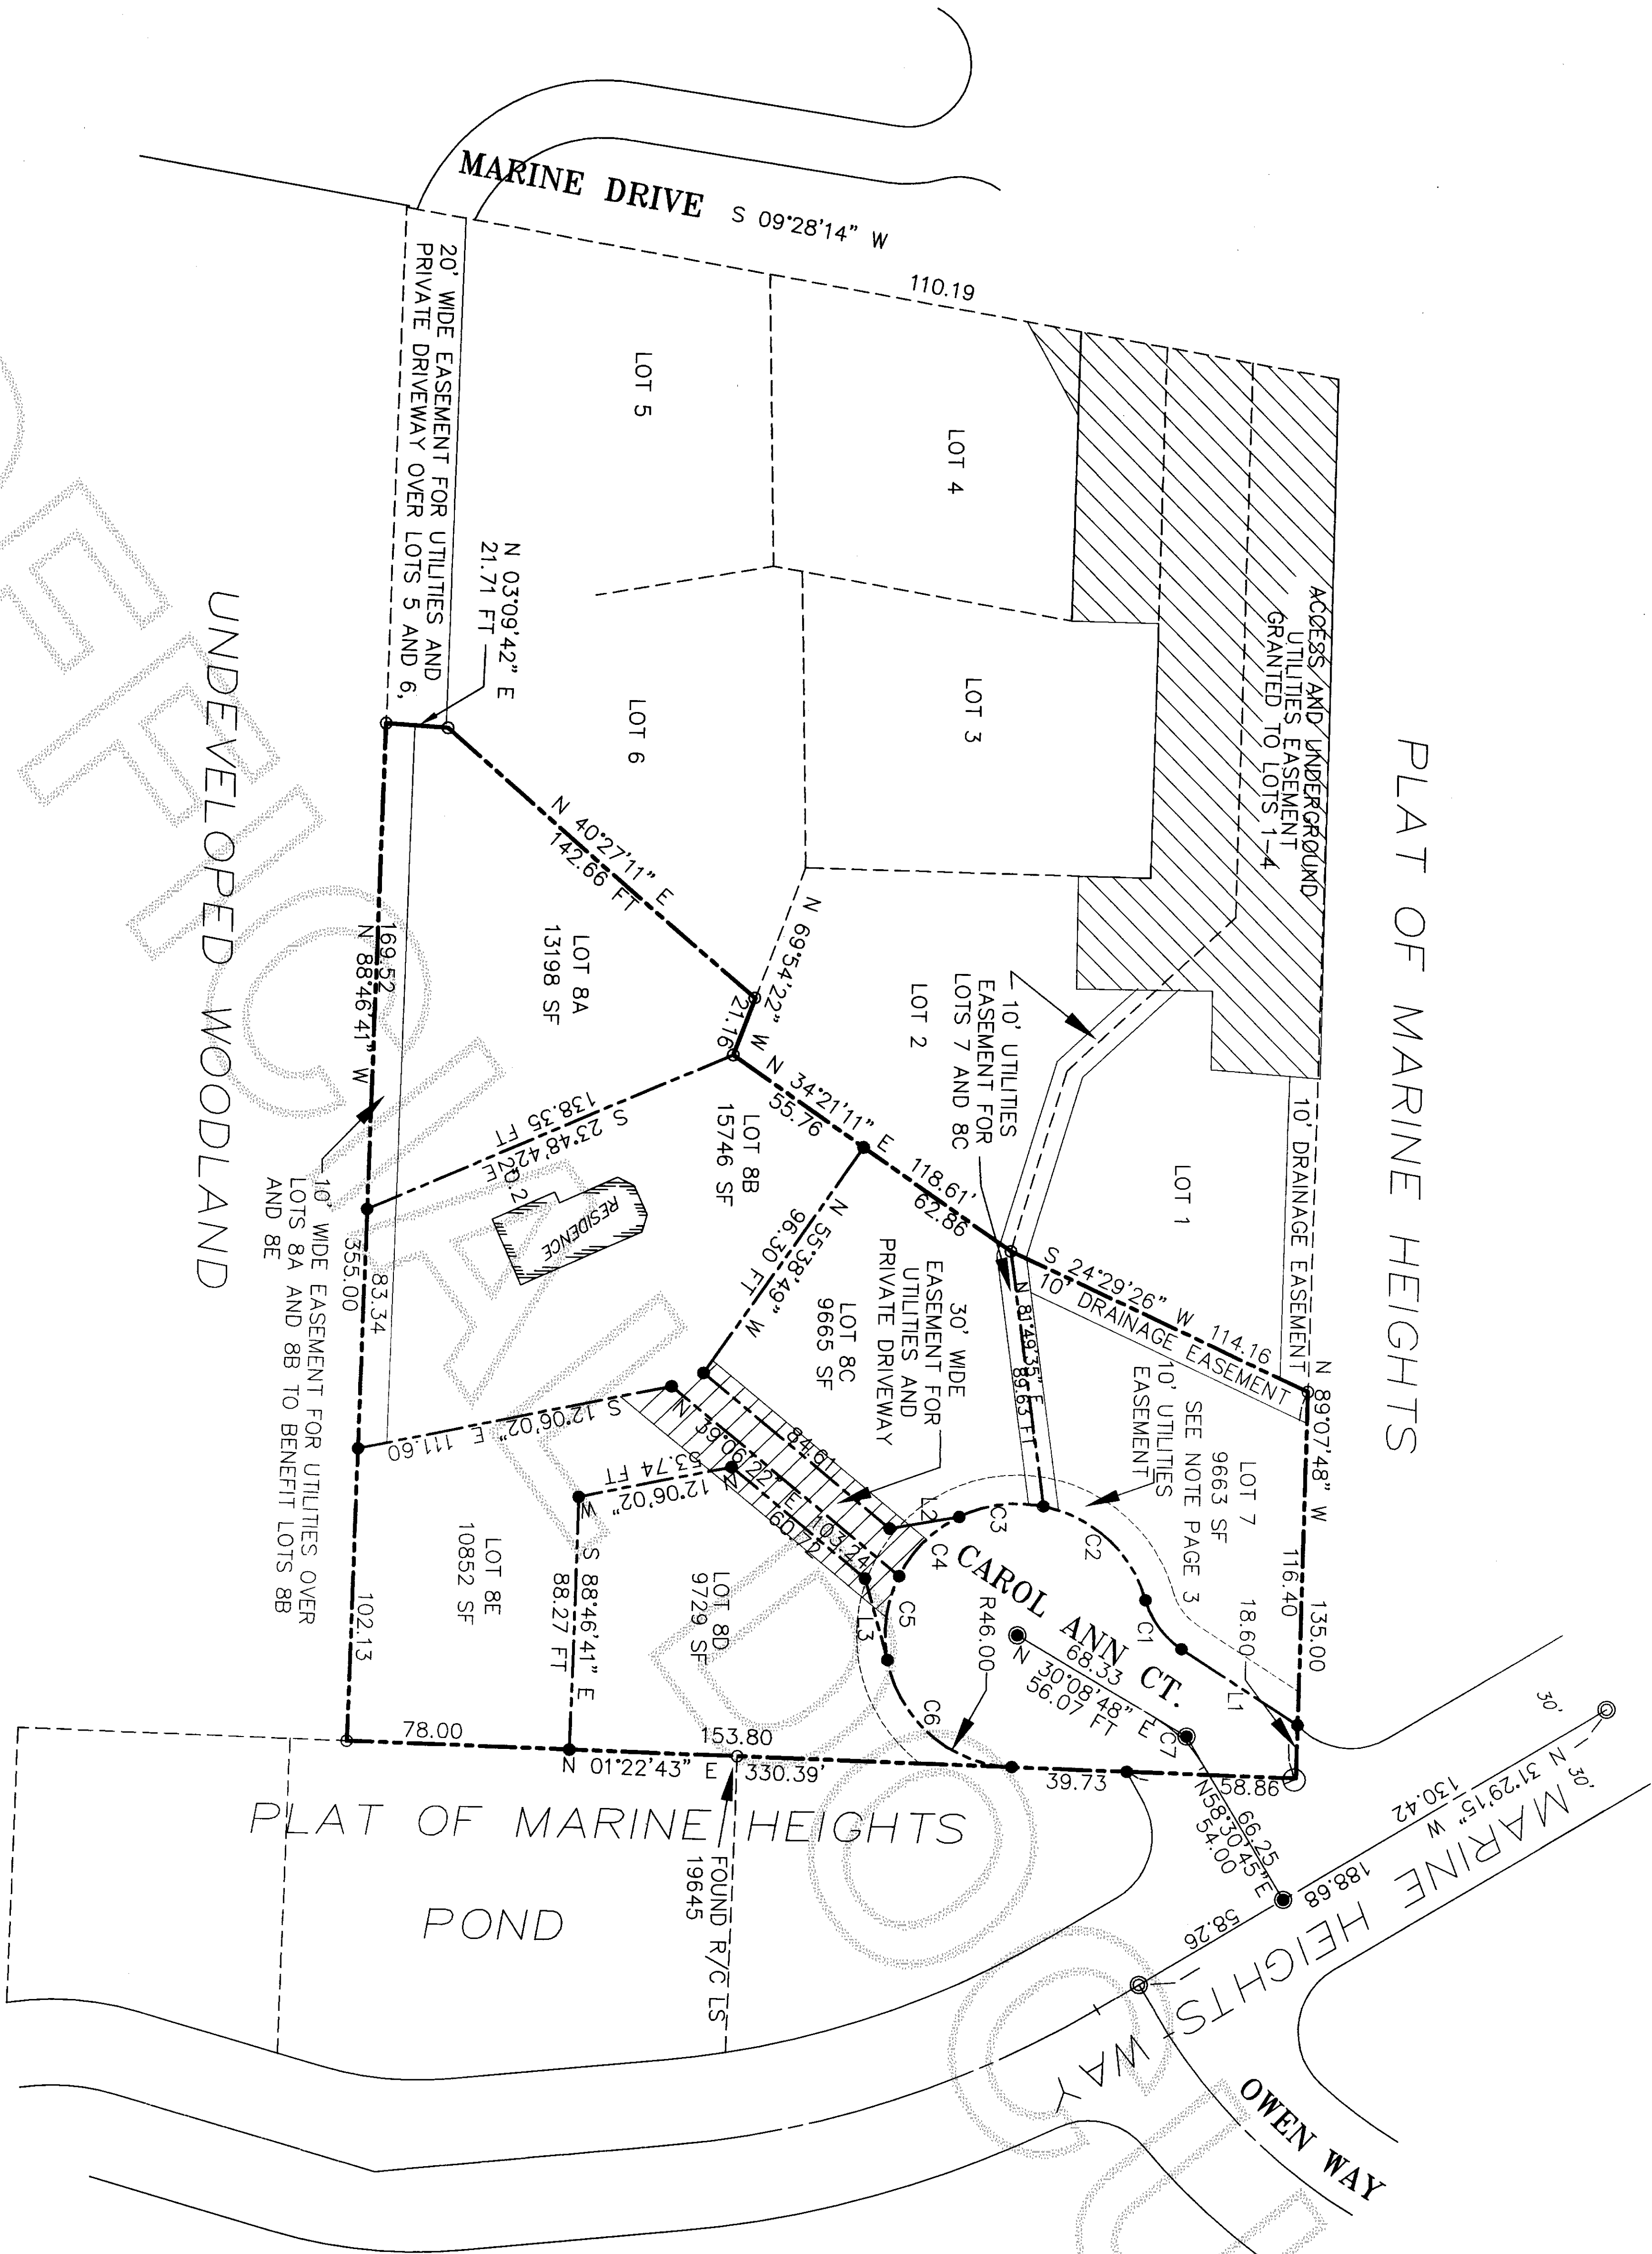 MARINE DRIVE
S 09°28'14" W
110.19
20' WIDE EASEMENT FOR UTILITIES AND
PRIVATE DRIVEWAY OVER LOTS 5 AND 6,
LOT 5
LOT 4
LOT 3
LOT 6
N 03°09'42" E
21.71 FT
ACCESS AND UNDERGROUND
UTILITIES EASEMENT
GRANTED TO LOTS 1-4
PLAT OF MARINE HEIGHTS
UNDEVELOPED WOODLAND
N 40°27'11" E
142.66 FT
N 69°54'22" W
21.16
LOT 8A
13198 SF
169.52
N 88°46'41" W
355.00
83.34
102.13
10' WIDE EASEMENT FOR UTILITIES OVER
LOTS 8A AND 8B TO BENEFIT LOTS 8B
AND 8E
S 23°48'42" E
138.35 FT
20.2
RESIDENCE
LOT 8B
15746 SF
N 34°21'11" E
55.76
118.61'
62.86
LOT 2
10' UTILITIES
EASEMENT FOR
LOTS 7 AND 8C
LOT 1
10' DRAINAGE EASEMENT
S 24°29'26" W 114.16
10' DRAINAGE EASEMENT
N 81°49'35" E
89.63 FT
N 55°38'49" W
96.30 FT
LOT 8C
9665 SF
30' WIDE
EASEMENT FOR
UTILITIES AND
PRIVATE DRIVEWAY
10' UTILITIES
EASEMENT
SEE NOTE PAGE 3
LOT 7
9663 SF
N 89°07'48" W
116.40
135.00
18.60
84.61
N 39°06'22" E
103.24
60.72
S 12°06'02" E
111.60
N 12°06'02" W
53.74 FT
S 88°46'41" E
88.27 FT
LOT 8E
10852 SF
LOT 8D
9729 SF
L2
C3
C2
C4
C5
L3
C6
C1
L1
C7
R46.00
CAROL ANN CT.
68.33
N 30°08'48" E
56.07 FT
78.00
153.80
N 01°22'43" E
330.39'
39.73
58.86
66.25
N58°30'45"E
54.00
30'
30'
N 31°29'15" W
130.42
188.68
58.26
MARINE HEIGHTS WAY
OWEN WAY
PLAT OF MARINE HEIGHTS
POND
FOUND R/C LS
19645